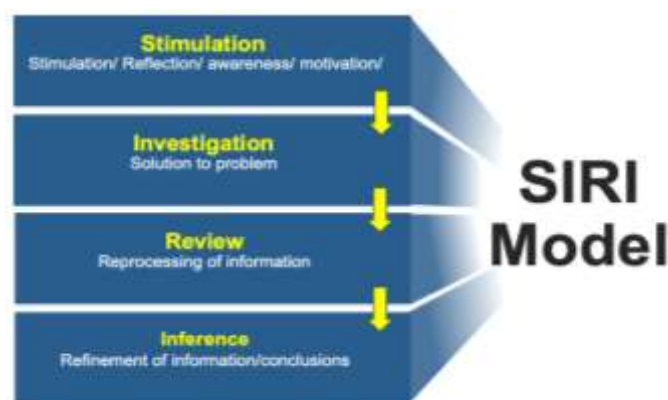 Stimulation
Stimulation/ Reflection/ awareness/ motivation/
Investigation
Solution to problem
Review
Reprocessing of information
Inference
Refinement of information/conclusions
SIRI
Model